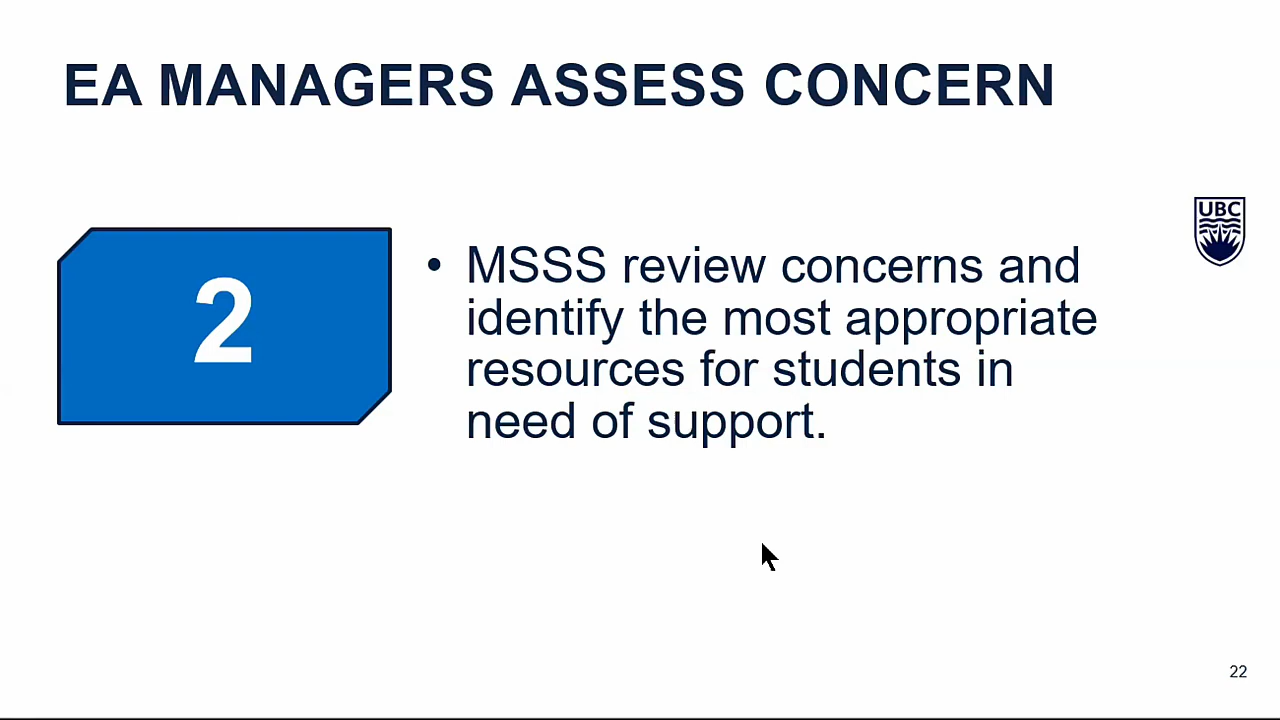 EA MANAGERS ASSESS CONCERN
UBC
2
• MSSS review concerns and
identify the most appropriate
resources for students in
need of support.
22